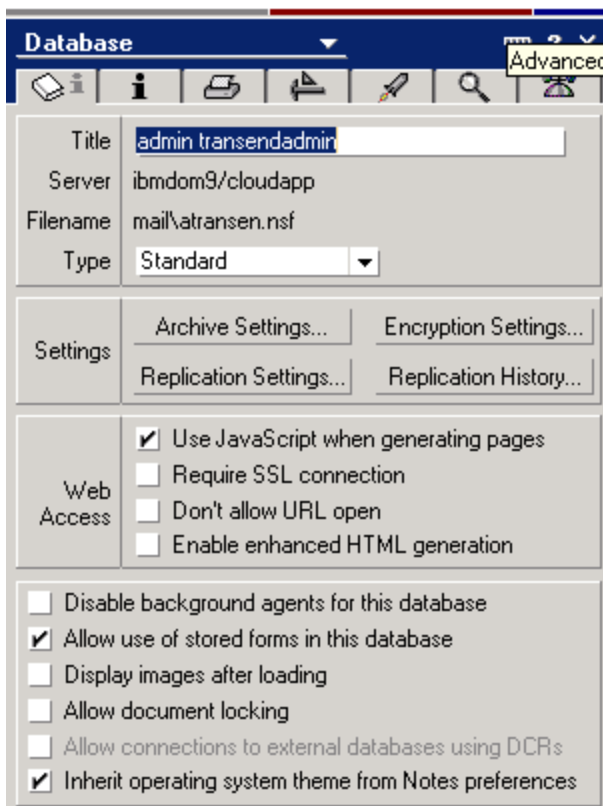 Database
Advanced
Title admin transendadmin
Server ibmdom9/cloudapp
Filename mail\atransen.nsf
Type Standard
Settings
Archive Settings... Encryption Settings...
Replication Settings... Replication History...
Web Access
Use JavaScript when generating pages
Require SSL connection
Don't allow URL open
Enable enhanced HTML generation
Disable background agents for this database
Allow use of stored forms in this database
Display images after loading
Allow document locking
Allow connections to external databases using DCRs
Inherit operating system theme from Notes preferences